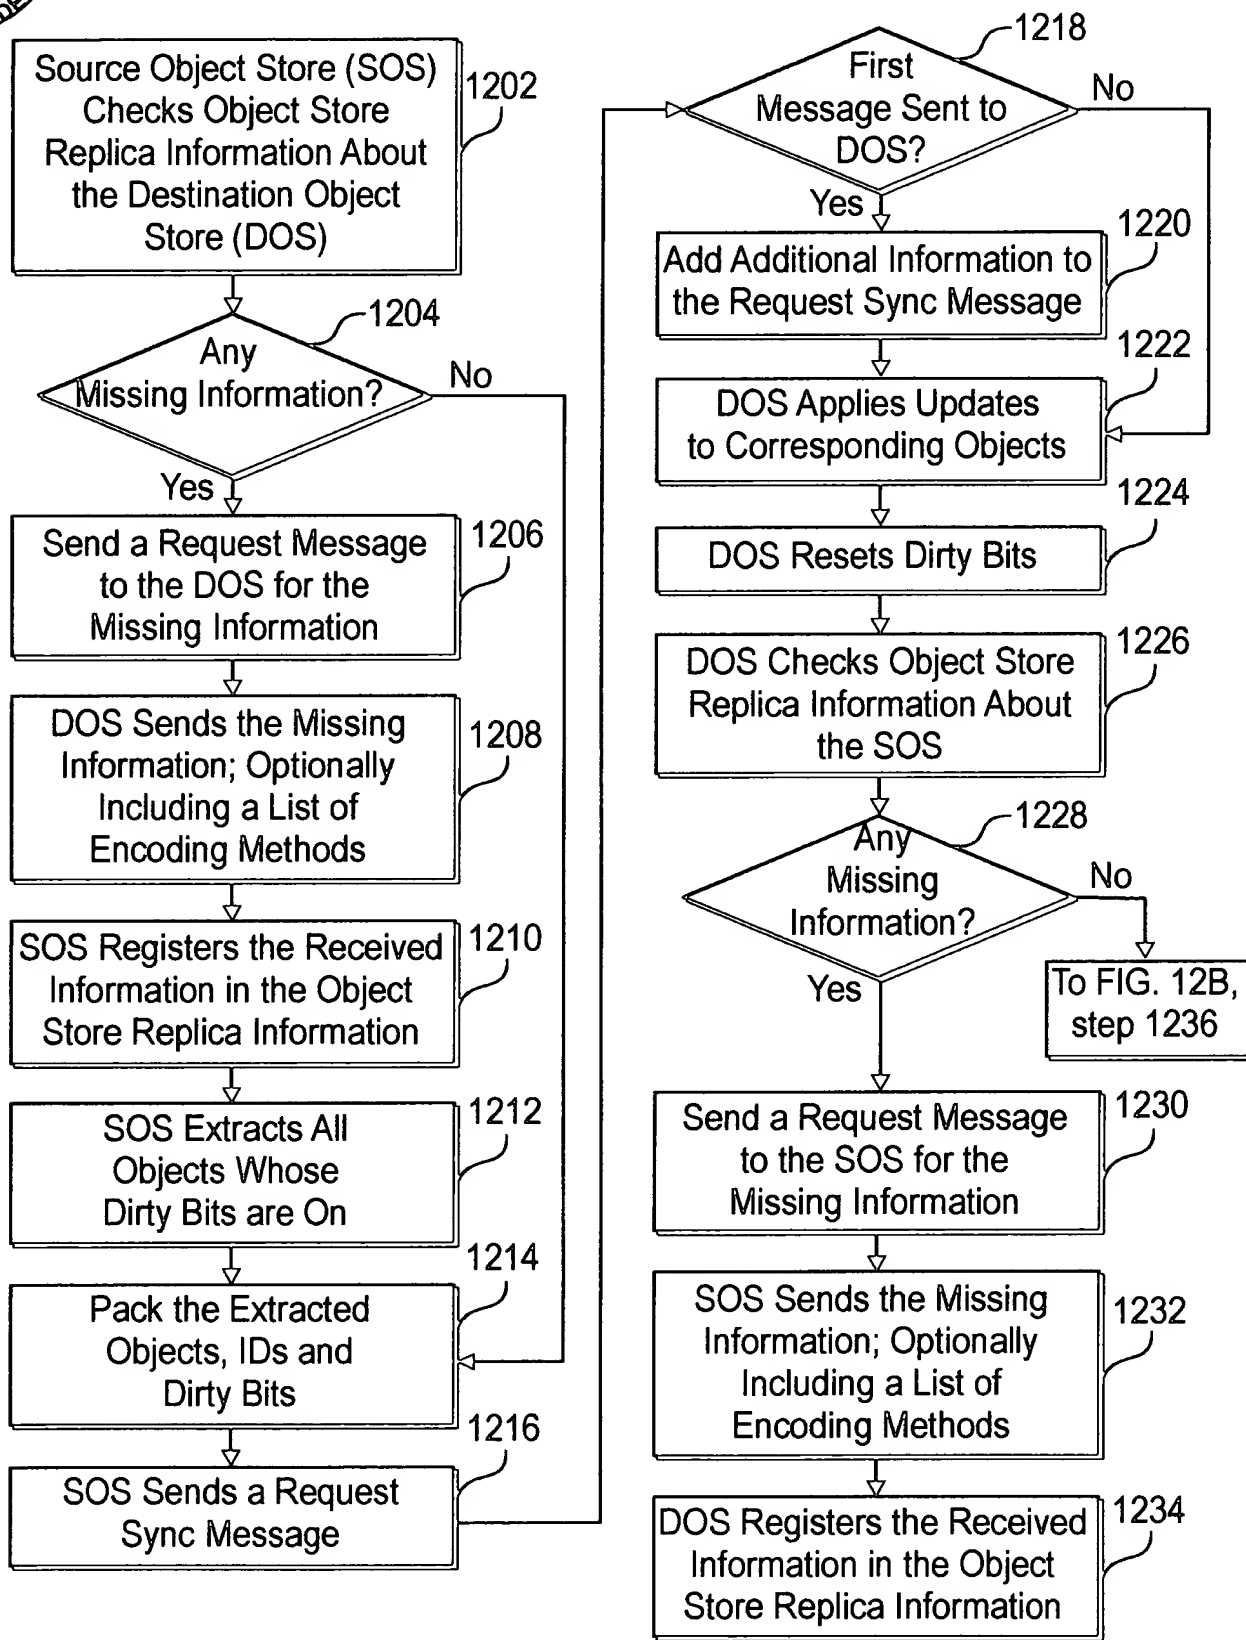 Source Object Store (SOS)
Checks Object Store
Replica Information About
the Destination Object
Store (DOS)
1202
1204
Any
Missing Information?
No
Yes
Send a Request Message
to the DOS for the
Missing Information
1206
DOS Sends the Missing
Information; Optionally
Including a List of
Encoding Methods
1208
SOS Registers the Received
Information in the Object
Store Replica Information
1210
SOS Extracts All
Objects Whose
Dirty Bits are On
1212
Pack the Extracted
Objects, IDs and
Dirty Bits
1214
SOS Sends a Request
Sync Message
1216
1218
First
Message Sent to
DOS?
No
Yes
1220
Add Additional Information to
the Request Sync Message
1222
DOS Applies Updates
to Corresponding Objects
1224
DOS Resets Dirty Bits
1226
DOS Checks Object Store
Replica Information About
the SOS
1228
Any
Missing
Information?
No
Yes
To FIG. 12B,
step 1236
Send a Request Message
to the SOS for the
Missing Information
1230
SOS Sends the Missing
Information; Optionally
Including a List of
Encoding Methods
1232
DOS Registers the Received
Information in the Object
Store Replica Information
1234